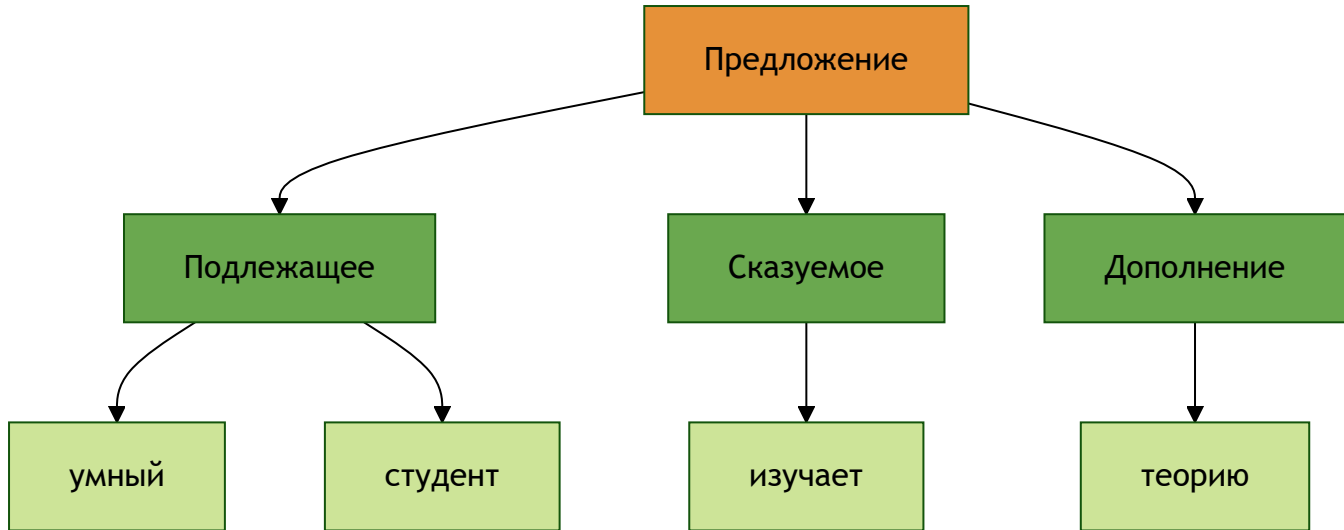 Предложение
Подлежащее
Сказуемое
Дополнение
умный
студент
изучает
теорию